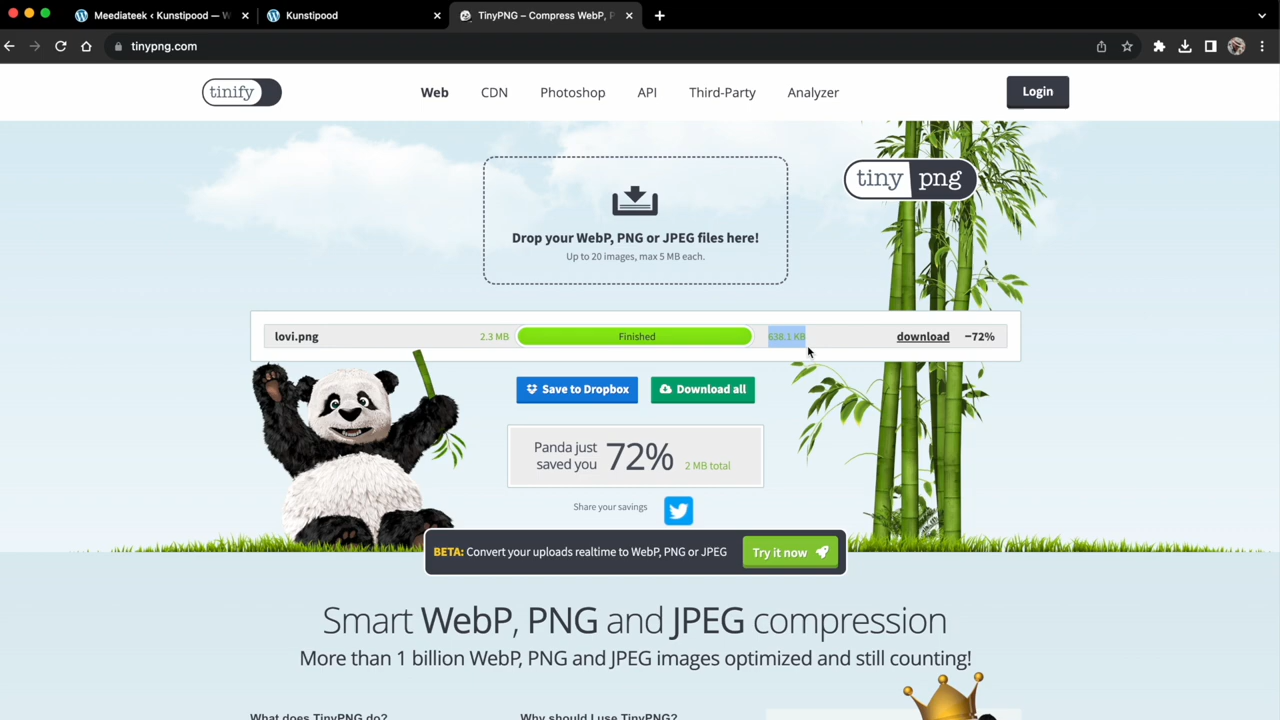 Meediateek ‹ Kunstipood — W
Kunstipood
TinyPNG – Compress WebP, P
tinypng.com
tinify
Web
CDN
Photoshop
API
Third-Party
Analyzer
Login
tiny png
Drop your WebP, PNG or JPEG files here!
Up to 20 images, max 5 MB each.
lovi.png
2.3 MB
Finished
638.1 KB
download
−72%
Save to Dropbox
Download all
Panda just
saved you
72%
2 MB total
Share your savings
BETA: Convert your uploads realtime to WebP, PNG or JPEG
Try it now
Smart WebP, PNG and JPEG compression
More than 1 billion WebP, PNG and JPEG images optimized and still counting!
What does TinyPNG do?
Why should I use TinyPNG?